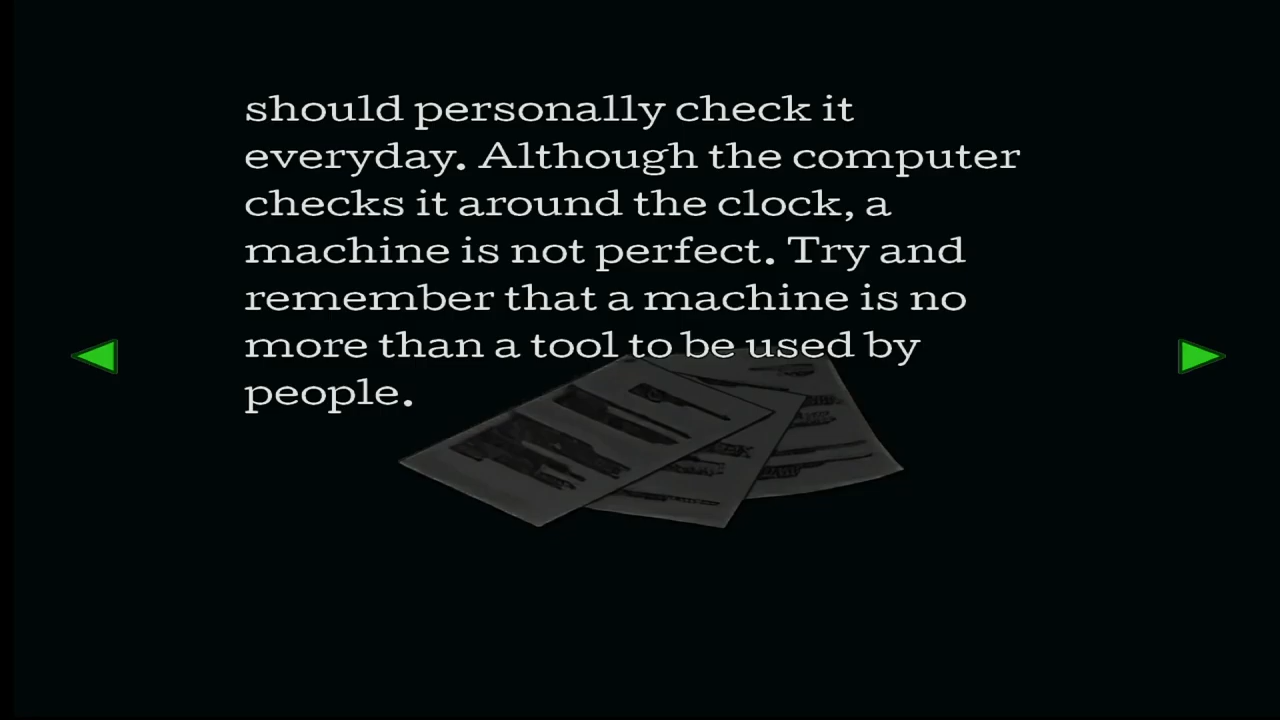 should personally check it
everyday. Although the computer
checks it around the clock, a
machine is not perfect. Try and
remember that a machine is no
more than a tool to be used by
people.